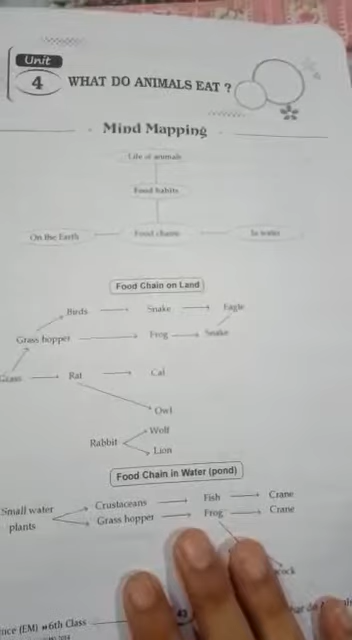 Unit
4 WHAT DO ANIMALS EAT ?
Mind Mapping
Life of animals
Food habits
On the Earth Food chains In water
Food Chain on Land
Birds Snake Eagle
Grass hopper Frog Snake
Grass Rat Cat
Owl
Wolf
Rabbit
Lion
Food Chain in Water (pond)
Small water plants
Crustaceans Fish Crane
Grass hopper Frog Crane
6th Class
43